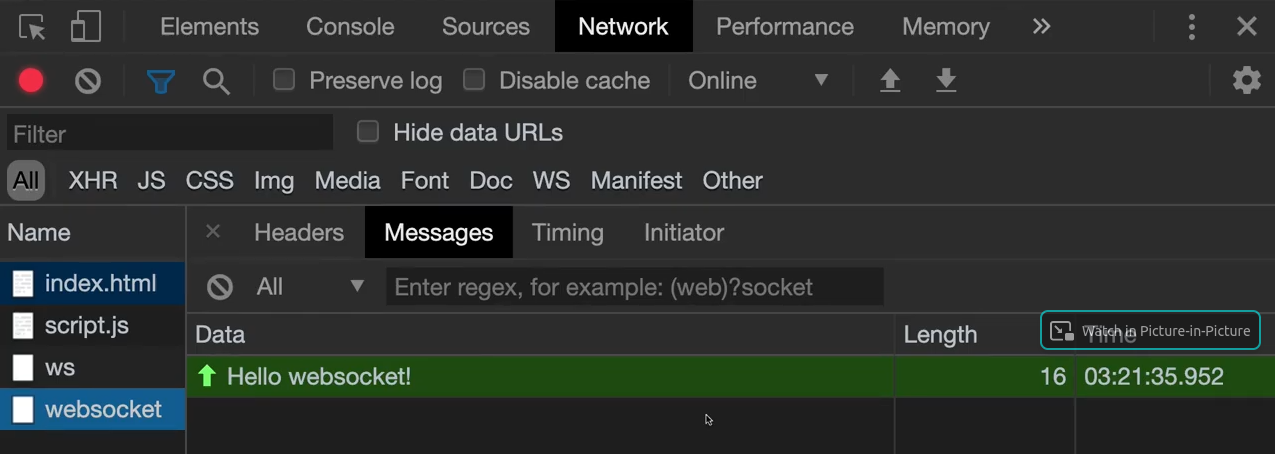 Elements Console Sources Network Performance Memory
Preserve log Disable cache Online
Filter Hide data URLs
All XHR JS CSS Img Media Font Doc WS Manifest Other
Name Headers Messages Timing Initiator
index.html All Enter regex, for example: (web)?socket
script.js Data Length Time Watch in Picture-in-Picture
ws Hello websocket! 16 03:21:35.952
websocket